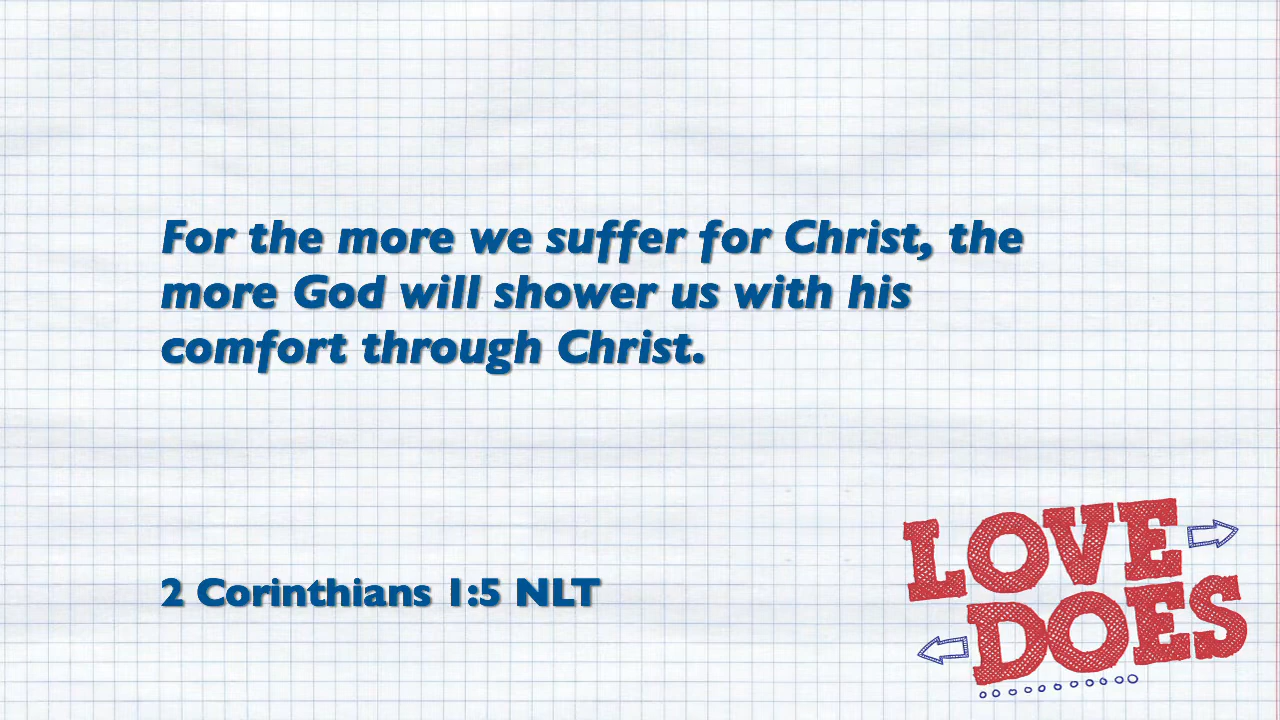 For the more we suffer for Christ, the
more God will shower us with his
comfort through Christ.
2 Corinthians 1:5 NLT
LOVE
DOES